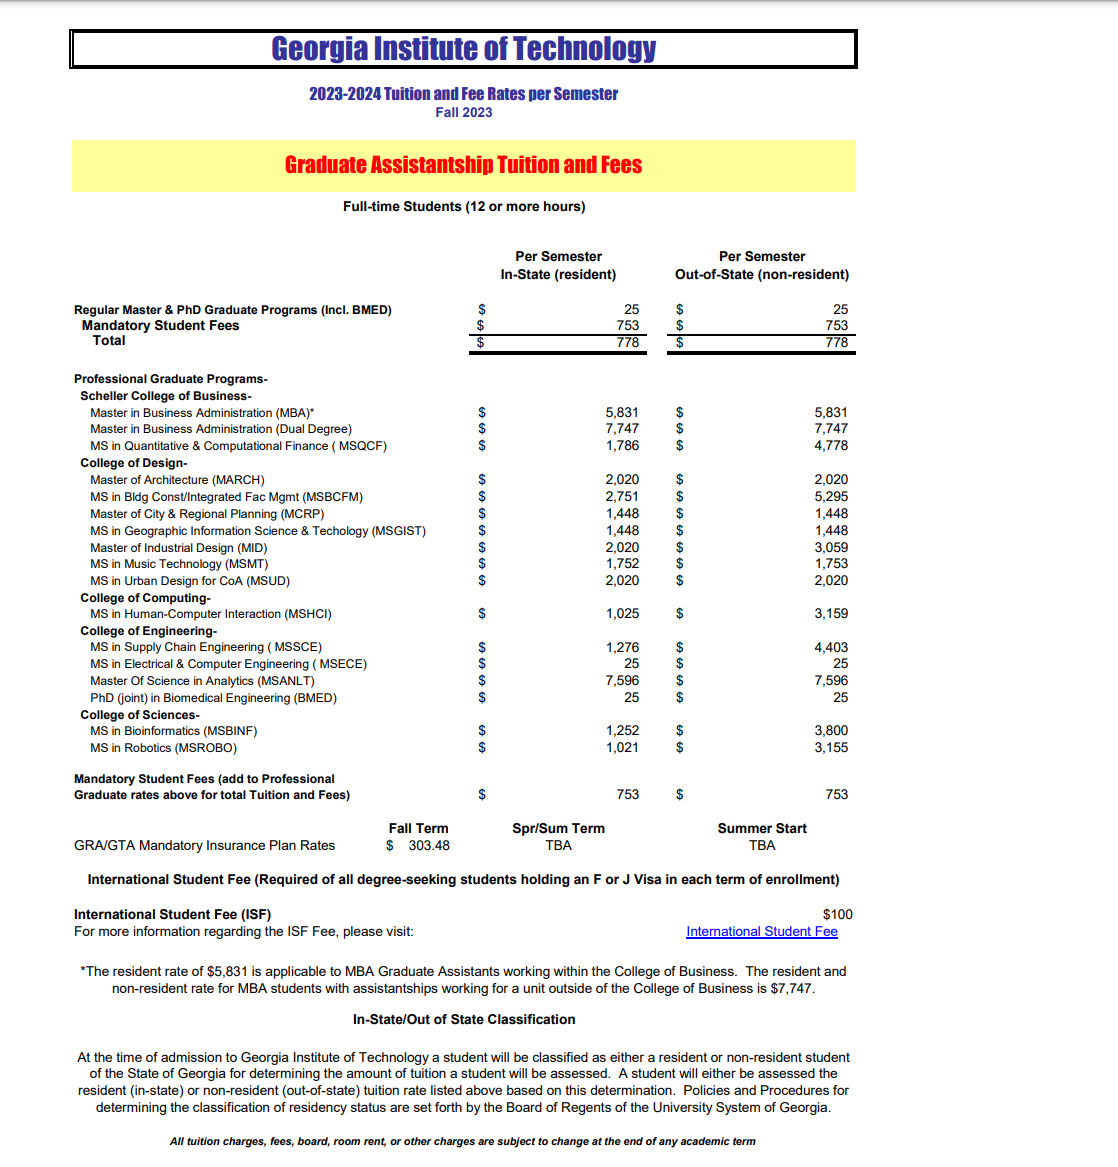 Georgia Institute of Technology
2023-2024 Tuition and Fee Rates per Semester
Fall 2023
Graduate Assistantship Tuition and Fees
Full-time Students (12 or more hours)
Per Semester Per Semester
In-State (resident) Out-of-State (non-resident)
Regular Master & PhD Graduate Programs (Incl. BMED) $ 25 $ 25
Mandatory Student Fees $ 753 $ 753
Total $ 778 $ 778
Professional Graduate Programs-
Scheller College of Business-
Master in Business Administration (MBA)* $ 5,831 $ 5,831
Master in Business Administration (Dual Degree) $ 7,747 $ 7,747
MS in Quantitative & Computational Finance ( MSQCF) $ 1,786 $ 4,778
College of Design-
Master of Architecture (MARCH) $ 2,020 $ 2,020
MS in Bldg Const/Integrated Fac Mgmt (MSBCFM) $ 2,751 $ 5,295
Master of City & Regional Planning (MCRP) $ 1,448 $ 1,448
MS in Geographic Information Science & Techology (MSGIST) $ 1,448 $ 1,448
Master of Industrial Design (MID) $ 2,020 $ 3,059
MS in Music Technology (MSMT) $ 1,752 $ 1,753
MS in Urban Design for CoA (MSUD) $ 2,020 $ 2,020
College of Computing-
MS in Human-Computer Interaction (MSHCI) $ 1,025 $ 3,159
College of Engineering-
MS in Supply Chain Engineering ( MSSCE) $ 1,276 $ 4,403
MS in Electrical & Computer Engineering ( MSECE) $ 25 $ 25
Master Of Science in Analytics (MSANLT) $ 7,596 $ 7,596
PhD (joint) in Biomedical Engineering (BMED) $ 25 $ 25
College of Sciences-
MS in Bioinformatics (MSBINF) $ 1,252 $ 3,800
MS in Robotics (MSROBO) $ 1,021 $ 3,155
Mandatory Student Fees (add to Professional
Graduate rates above for total Tuition and Fees) $ 753 $ 753
Fall Term Spr/Sum Term Summer Start
GRA/GTA Mandatory Insurance Plan Rates $ 303.48 TBA TBA
International Student Fee (Required of all degree-seeking students holding an F or J Visa in each term of enrollment)
International Student Fee (ISF) $100
For more information regarding the ISF Fee, please visit: International Student Fee
*The resident rate of $5,831 is applicable to MBA Graduate Assistants working within the College of Business. The resident and
non-resident rate for MBA students with assistantships working for a unit outside of the College of Business is $7,747.
In-State/Out of State Classification
At the time of admission to Georgia Institute of Technology a student will be classified as either a resident or non-resident student
of the State of Georgia for determining the amount of tuition a student will be assessed. A student will either be assessed the
resident (in-state) or non-resident (out-of-state) tuition rate listed above based on this determination. Policies and Procedures for
determining the classification of residency status are set forth by the Board of Regents of the University System of Georgia.
All tuition charges, fees, board, room rent, or other charges are subject to change at the end of any academic term